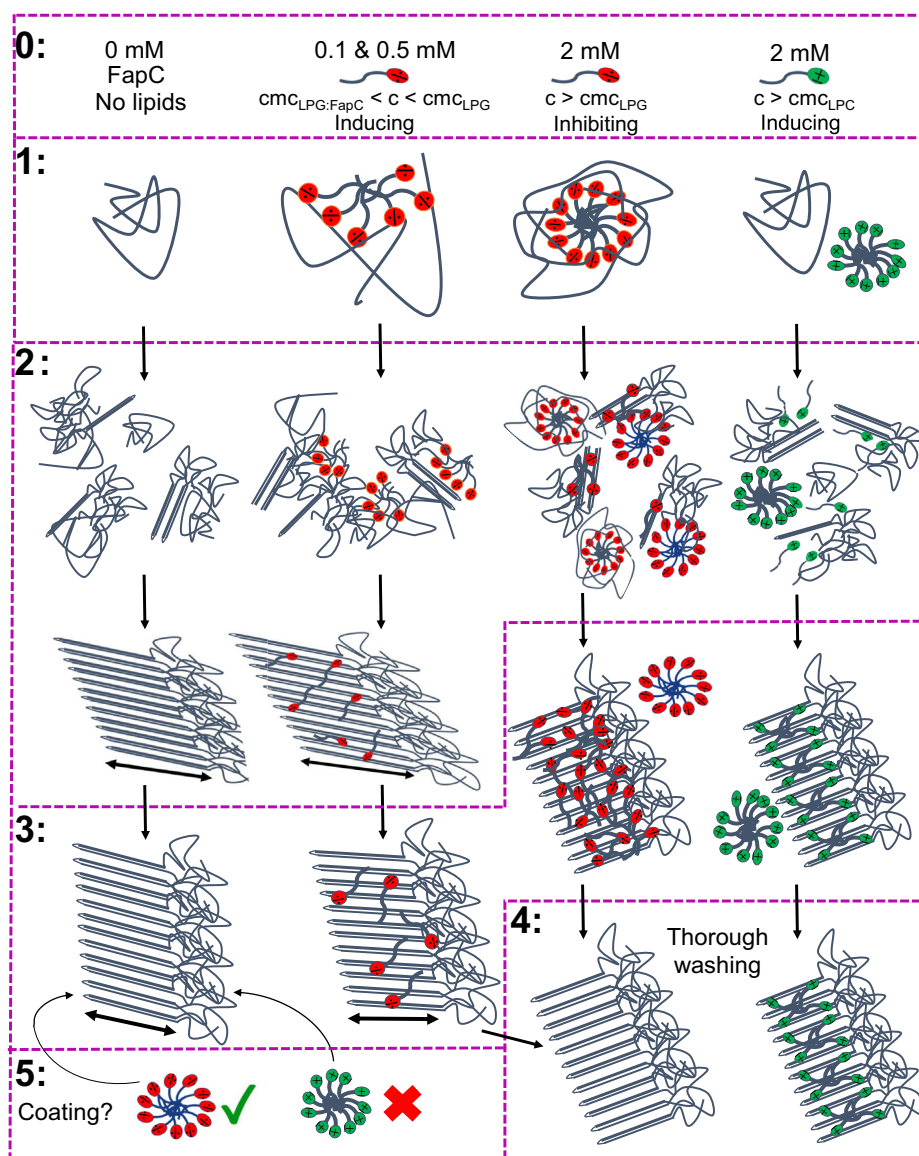 0:
0 mM
FapC
No lipids
0.1 & 0.5 mM
÷
cmcLPG:FapC < c < cmcLPG
Inducing
2 mM
÷
c > cmcLPG
Inhibiting
2 mM
+
c > cmcLPC
Inducing
1:
2:
3:
4:
Thorough
washing
5:
Coating?